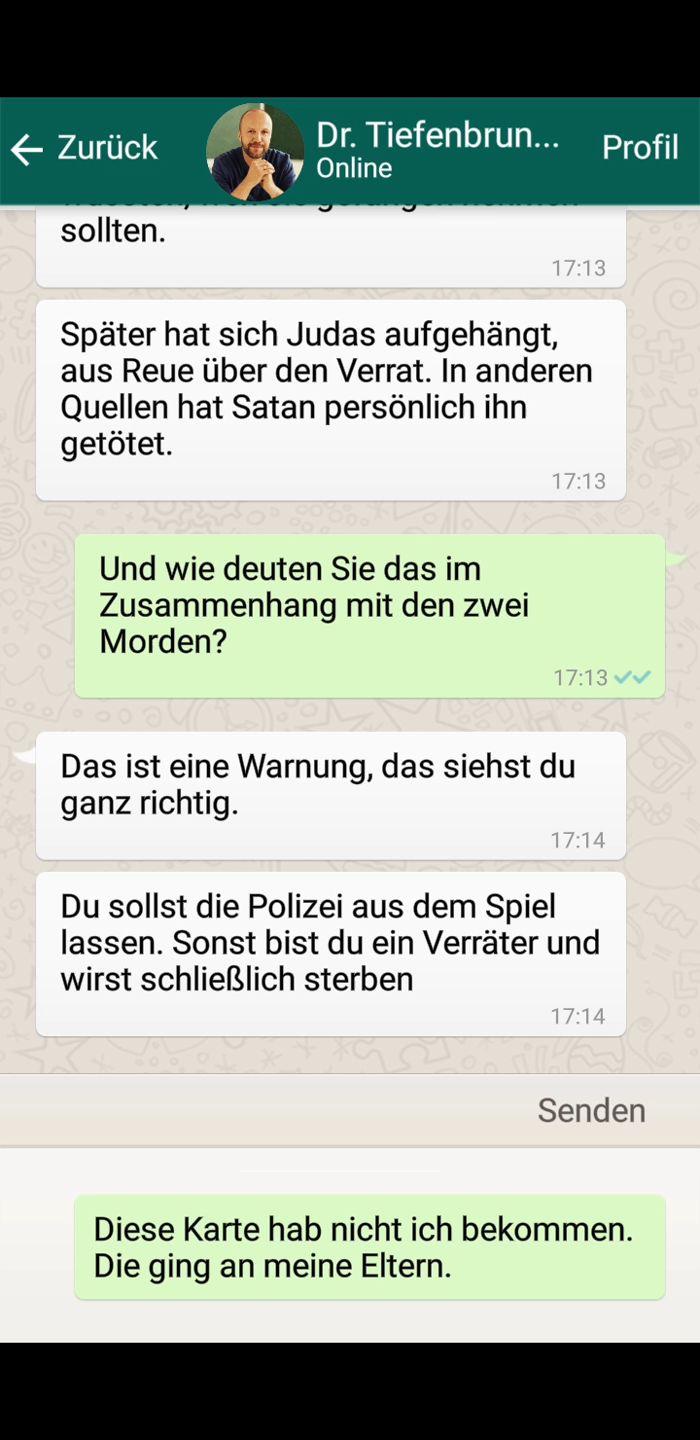 Zurück
Dr. Tiefenbrun...
Online
Profil
sollten.
17:13
Später hat sich Judas aufgehängt,
aus Reue über den Verrat. In anderen
Quellen hat Satan persönlich ihn
getötet.
17:13
Und wie deuten Sie das im
Zusammenhang mit den zwei
Morden?
17:13
Das ist eine Warnung, das siehst du
ganz richtig.
17:14
Du sollst die Polizei aus dem Spiel
lassen. Sonst bist du ein Verräter und
wirst schließlich sterben
17:14
Senden
Diese Karte hab nicht ich bekommen.
Die ging an meine Eltern.